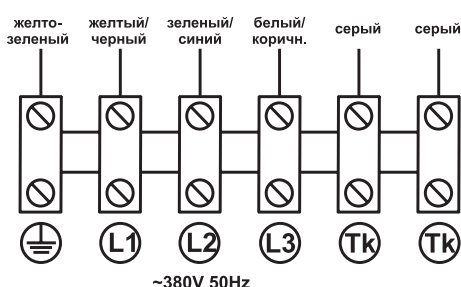 желто-
зеленый
желтый/
черный
зеленый/
синий
белый/
коричн.
серый
серый
L1
L2
L3
Tk
Tk
~380V 50Hz